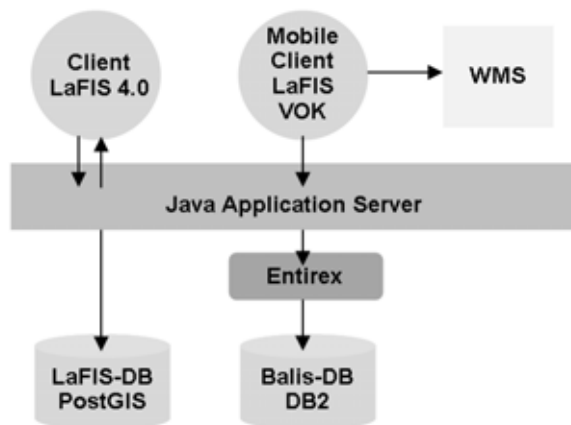 Client
LaFIS 4.0
Mobile
Client
LaFIS
VOK
WMS
Java Application Server
Entirex
LaFIS-DB
PostGIS
Balis-DB
DB2